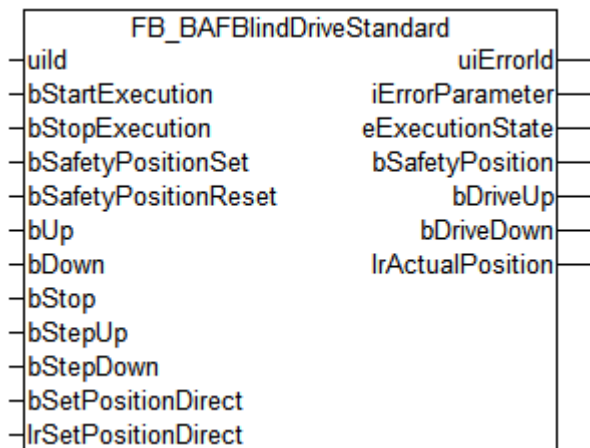 FB_BAFBlindDriveStandard
uiId uiErrorId
bStartExecution iErrorParameter
bStopExecution eExecutionState
bSafetyPositionSet bSafetyPosition
bSafetyPositionReset bDriveUp
bUp bDriveDown
bDown lrActualPosition
bStop
bStepUp
bStepDown
bSetPositionDirect
lrSetPositionDirect